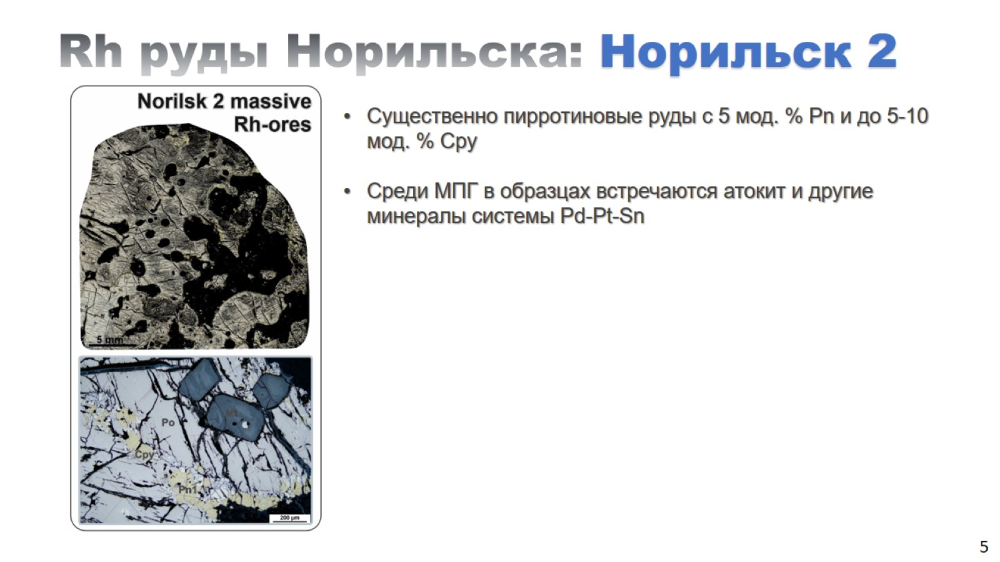 Rh руды Норильска: Норильск 2
Norilsk 2 massive
Rh-ores
5 mm
Po
Mt
Cpy
Pn1
200 µm
• Существенно пирротиновые руды с 5 мод. % Pn и до 5-10
мод. % Cpy
• Среди МПГ в образцах встречаются атокит и другие
минералы системы Pd-Pt-Sn
5